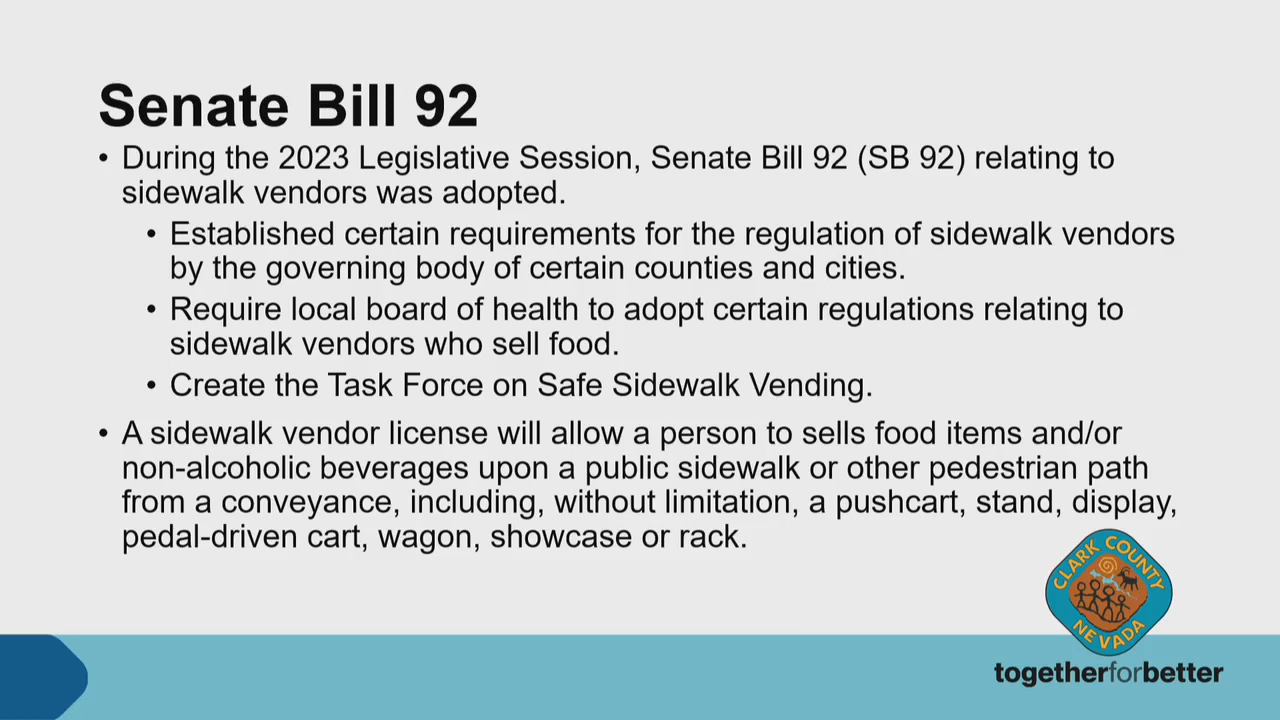 Senate Bill 92
• During the 2023 Legislative Session, Senate Bill 92 (SB 92) relating to
sidewalk vendors was adopted.
• Established certain requirements for the regulation of sidewalk vendors
by the governing body of certain counties and cities.
• Require local board of health to adopt certain regulations relating to
sidewalk vendors who sell food.
• Create the Task Force on Safe Sidewalk Vending.
• A sidewalk vendor license will allow a person to sells food items and/or
non-alcoholic beverages upon a public sidewalk or other pedestrian path
from a conveyance, including, without limitation, a pushcart, stand, display,
pedal-driven cart, wagon, showcase or rack.
CLARK COUNTY
NEVADA
togetherforbetter